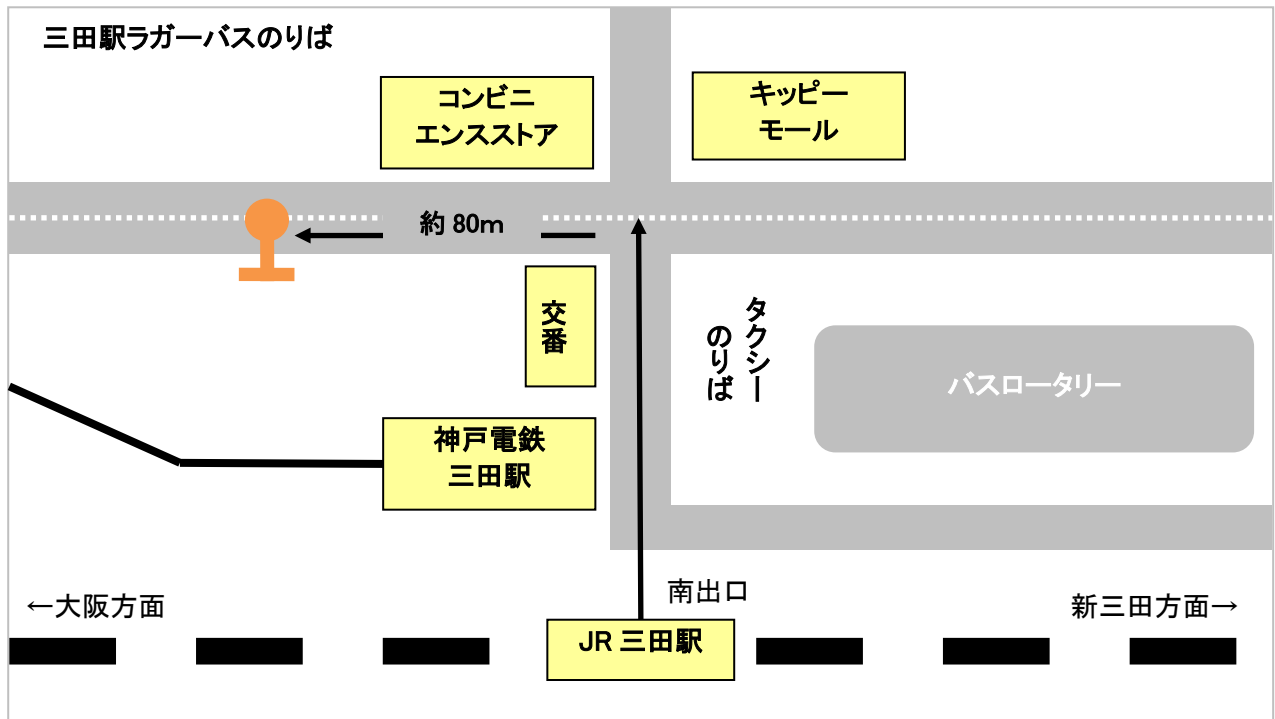 三田駅ラガーバスのりば
コンビニ
エンスストア
キッピー
モール
約 80m
交番
タクシー
のりば
バスロータリー
神戸電鉄
三田駅
南出口
←大阪方面
新三田方面→
JR 三田駅